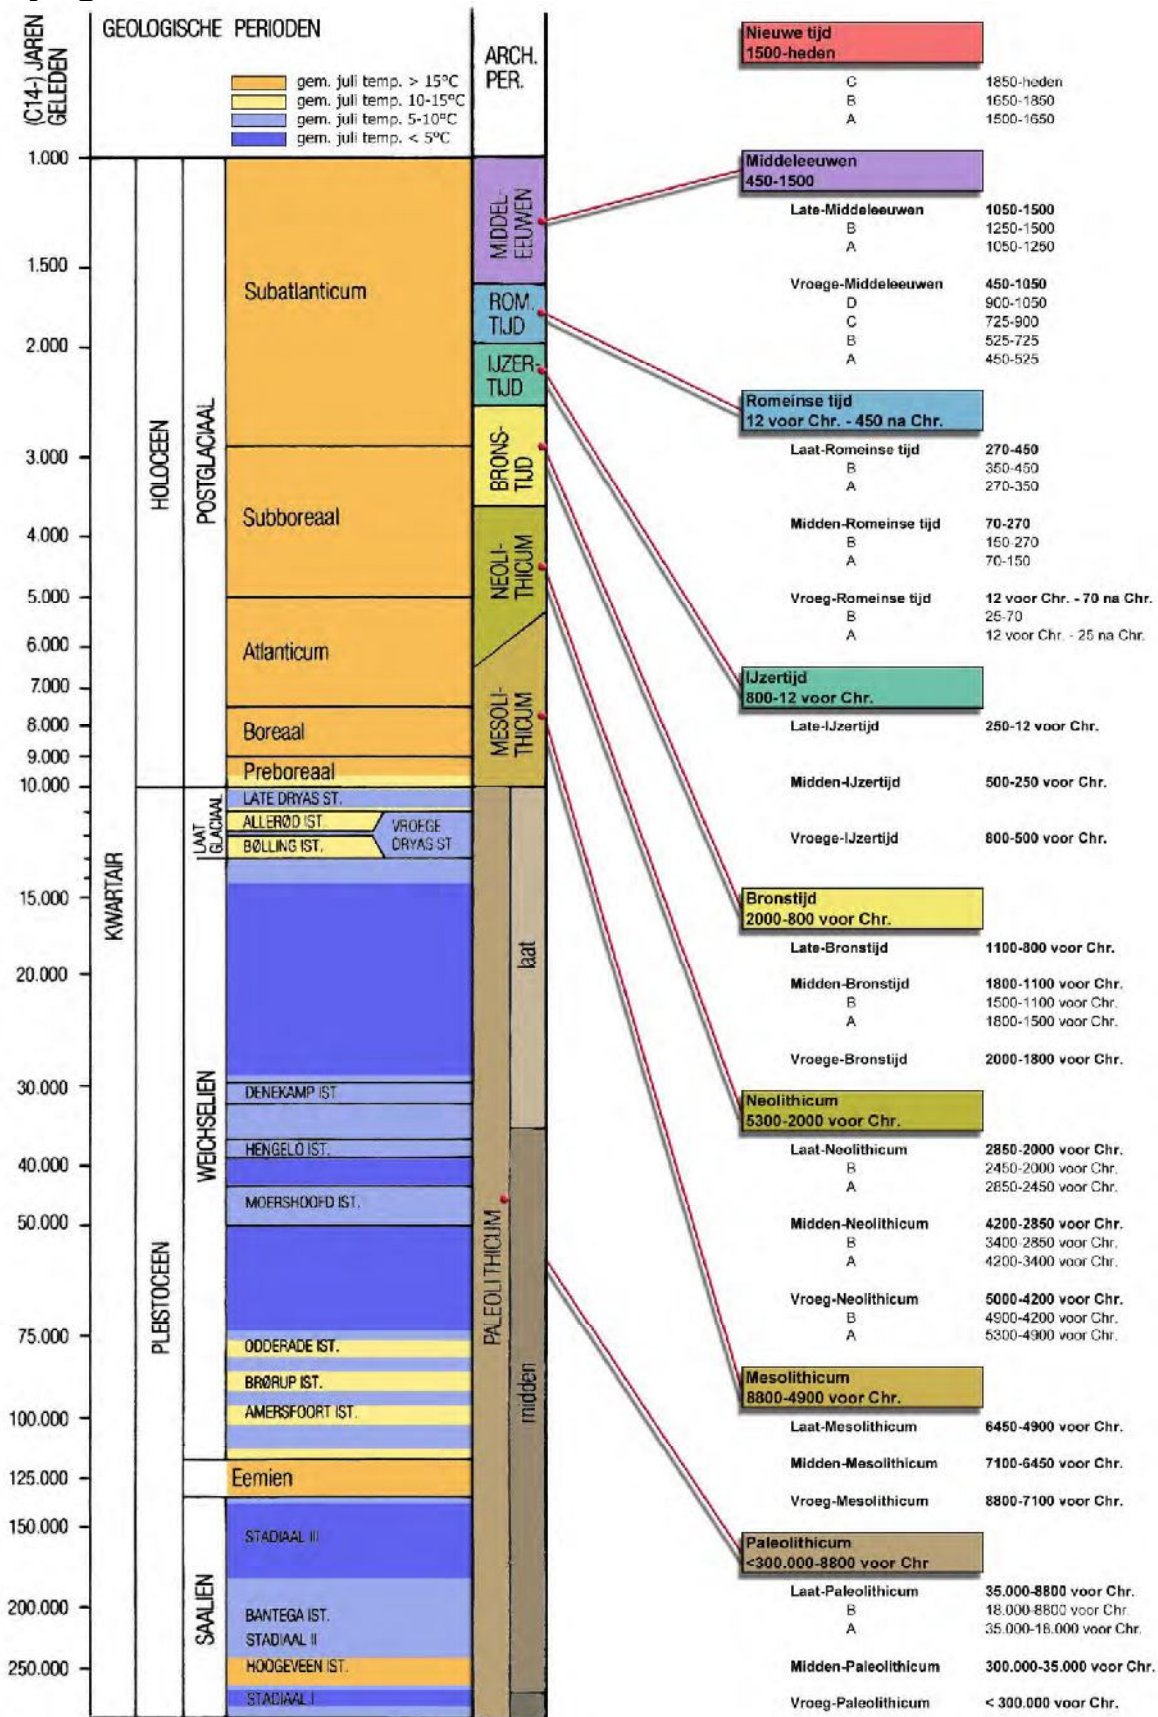 (C14-) JAREN
GELEDEN
GEOLOGISCHE PERIODEN
gem. juli temp. > 15°C
gem. juli temp. 10-15°C
gem. juli temp. 5-10°C
gem. juli temp. < 5°C
ARCH.
PER.
1.000
1.500
2.000
3.000
4.000
5.000
6.000
7.000
8.000
9.000
10.000
15.000
20.000
30.000
40.000
50.000
75.000
100.000
125.000
150.000
200.000
250.000
KWARTAIR
HOLOCEEN
PLEISTOCEEN
POSTGLACIAAL
LAAT
GLACIAAL
WEICHSELIEN
SAALIEN
Subatlanticum
Subboreaal
Atlanticum
Boreaal
Preboreaal
LATE DRYAS ST.
ALLERØD IST.
VROEGE
DRYAS ST
BØLLING IST.
DENEKAMP IST
HENGELO IST.
MOERSHOOFD IST.
ODDERADE IST.
BRØRUP IST.
AMERSFOORT IST.
Eemien
STADIAAL III
BANTEGA IST.
STADIAAL II
HOOGEVEEN IST.
STADIAAL I
MIDDEL-
EEUWEN
ROM.
TIJD
IJZER-
TIJD
BRONS-
TIJD
NEOLI-
THICUM
MESOLI-
THICUM
PALEOLITHICUM
laat
midden
Nieuwe tijd
1500-heden
C 1850-heden
B 1650-1850
A 1500-1650
Middeleeuwen
450-1500
Late-Middeleeuwen 1050-1500
B 1250-1500
A 1050-1250
Vroege-Middeleeuwen 450-1050
D 900-1050
C 725-900
B 525-725
A 450-525
Romeinse tijd
12 voor Chr. - 450 na Chr.
Laat-Romeinse tijd 270-450
B 350-450
A 270-350
Midden-Romeinse tijd 70-270
B 150-270
A 70-150
Vroeg-Romeinse tijd 12 voor Chr. - 70 na Chr.
B 25-70
A 12 voor Chr. - 25 na Chr.
IJzertijd
800-12 voor Chr.
Late-IJzertijd 250-12 voor Chr.
Midden-IJzertijd 500-250 voor Chr.
Vroege-IJzertijd 800-500 voor Chr.
Bronstijd
2000-800 voor Chr.
Late-Bronstijd 1100-800 voor Chr.
Midden-Bronstijd 1800-1100 voor Chr.
B 1500-1100 voor Chr.
A 1800-1500 voor Chr.
Vroege-Bronstijd 2000-1800 voor Chr.
Neolithicum
5300-2000 voor Chr.
Laat-Neolithicum 2850-2000 voor Chr.
B 2450-2000 voor Chr.
A 2850-2450 voor Chr.
Midden-Neolithicum 4200-2850 voor Chr.
B 3400-2850 voor Chr.
A 4200-3400 voor Chr.
Vroeg-Neolithicum 5000-4200 voor Chr.
B 4900-4200 voor Chr.
A 5300-4900 voor Chr.
Mesolithicum
8800-4900 voor Chr.
Laat-Mesolithicum 6450-4900 voor Chr.
Midden-Mesolithicum 7100-6450 voor Chr.
Vroeg-Mesolithicum 8800-7100 voor Chr.
Paleolithicum
<300.000-8800 voor Chr
Laat-Paleolithicum 35.000-8800 voor Chr.
B 18.000-8800 voor Chr.
A 35.000-18.000 voor Chr.
Midden-Paleolithicum 300.000-35.000 voor Chr.
Vroeg-Paleolithicum < 300.000 voor Chr.